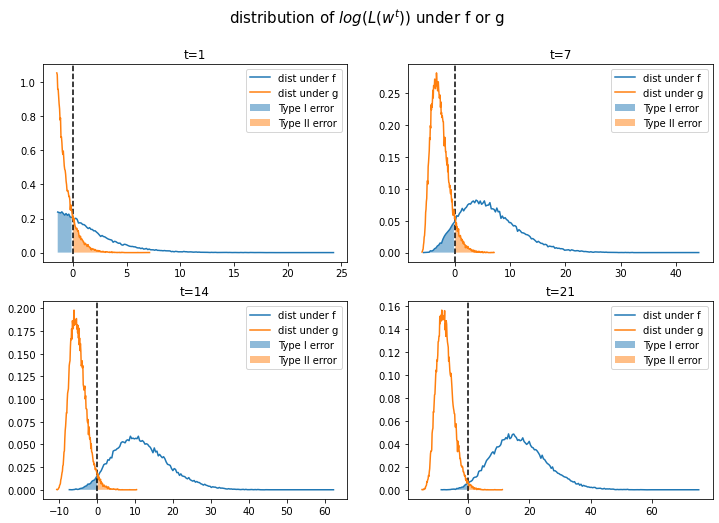 distribution of log(L(w^t)) under f or g
t=1
1.0
0.8
0.6
0.4
0.2
0.0
0
5
10
15
20
25
dist under f
dist under g
Type I error
Type II error
t=7
0.25
0.20
0.15
0.10
0.05
0.00
0
10
20
30
40
dist under f
dist under g
Type I error
Type II error
t=14
0.200
0.175
0.150
0.125
0.100
0.075
0.050
0.025
0.000
−10
0
10
20
30
40
50
60
dist under f
dist under g
Type I error
Type II error
t=21
0.16
0.14
0.12
0.10
0.08
0.06
0.04
0.02
0.00
0
20
40
60
dist under f
dist under g
Type I error
Type II error